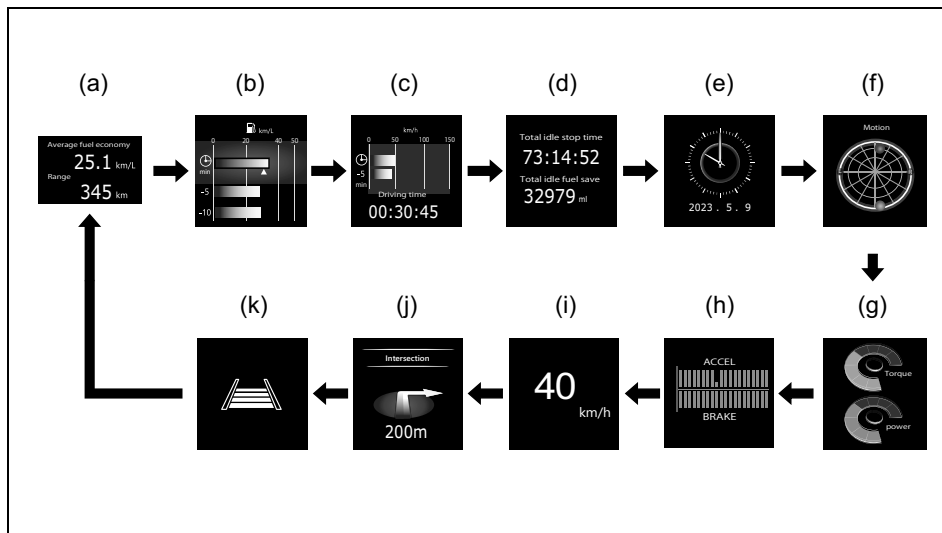 (a)
Average fuel economy
25.1 km/L
Range
345 km
(b)
km/L
0 20 40 50
min
-5
-10
(c)
km/h
0 50 100 150
-5
min
Driving time
00:30:45
(d)
Total idle stop time
73:14:52
Total idle fuel save
32979 ml
(e)
2023 . 5 . 9
(f)
Motion
(g)
Torque
power
(h)
ACCEL
BRAKE
(i)
40
km/h
(j)
Intersection
200m
(k)